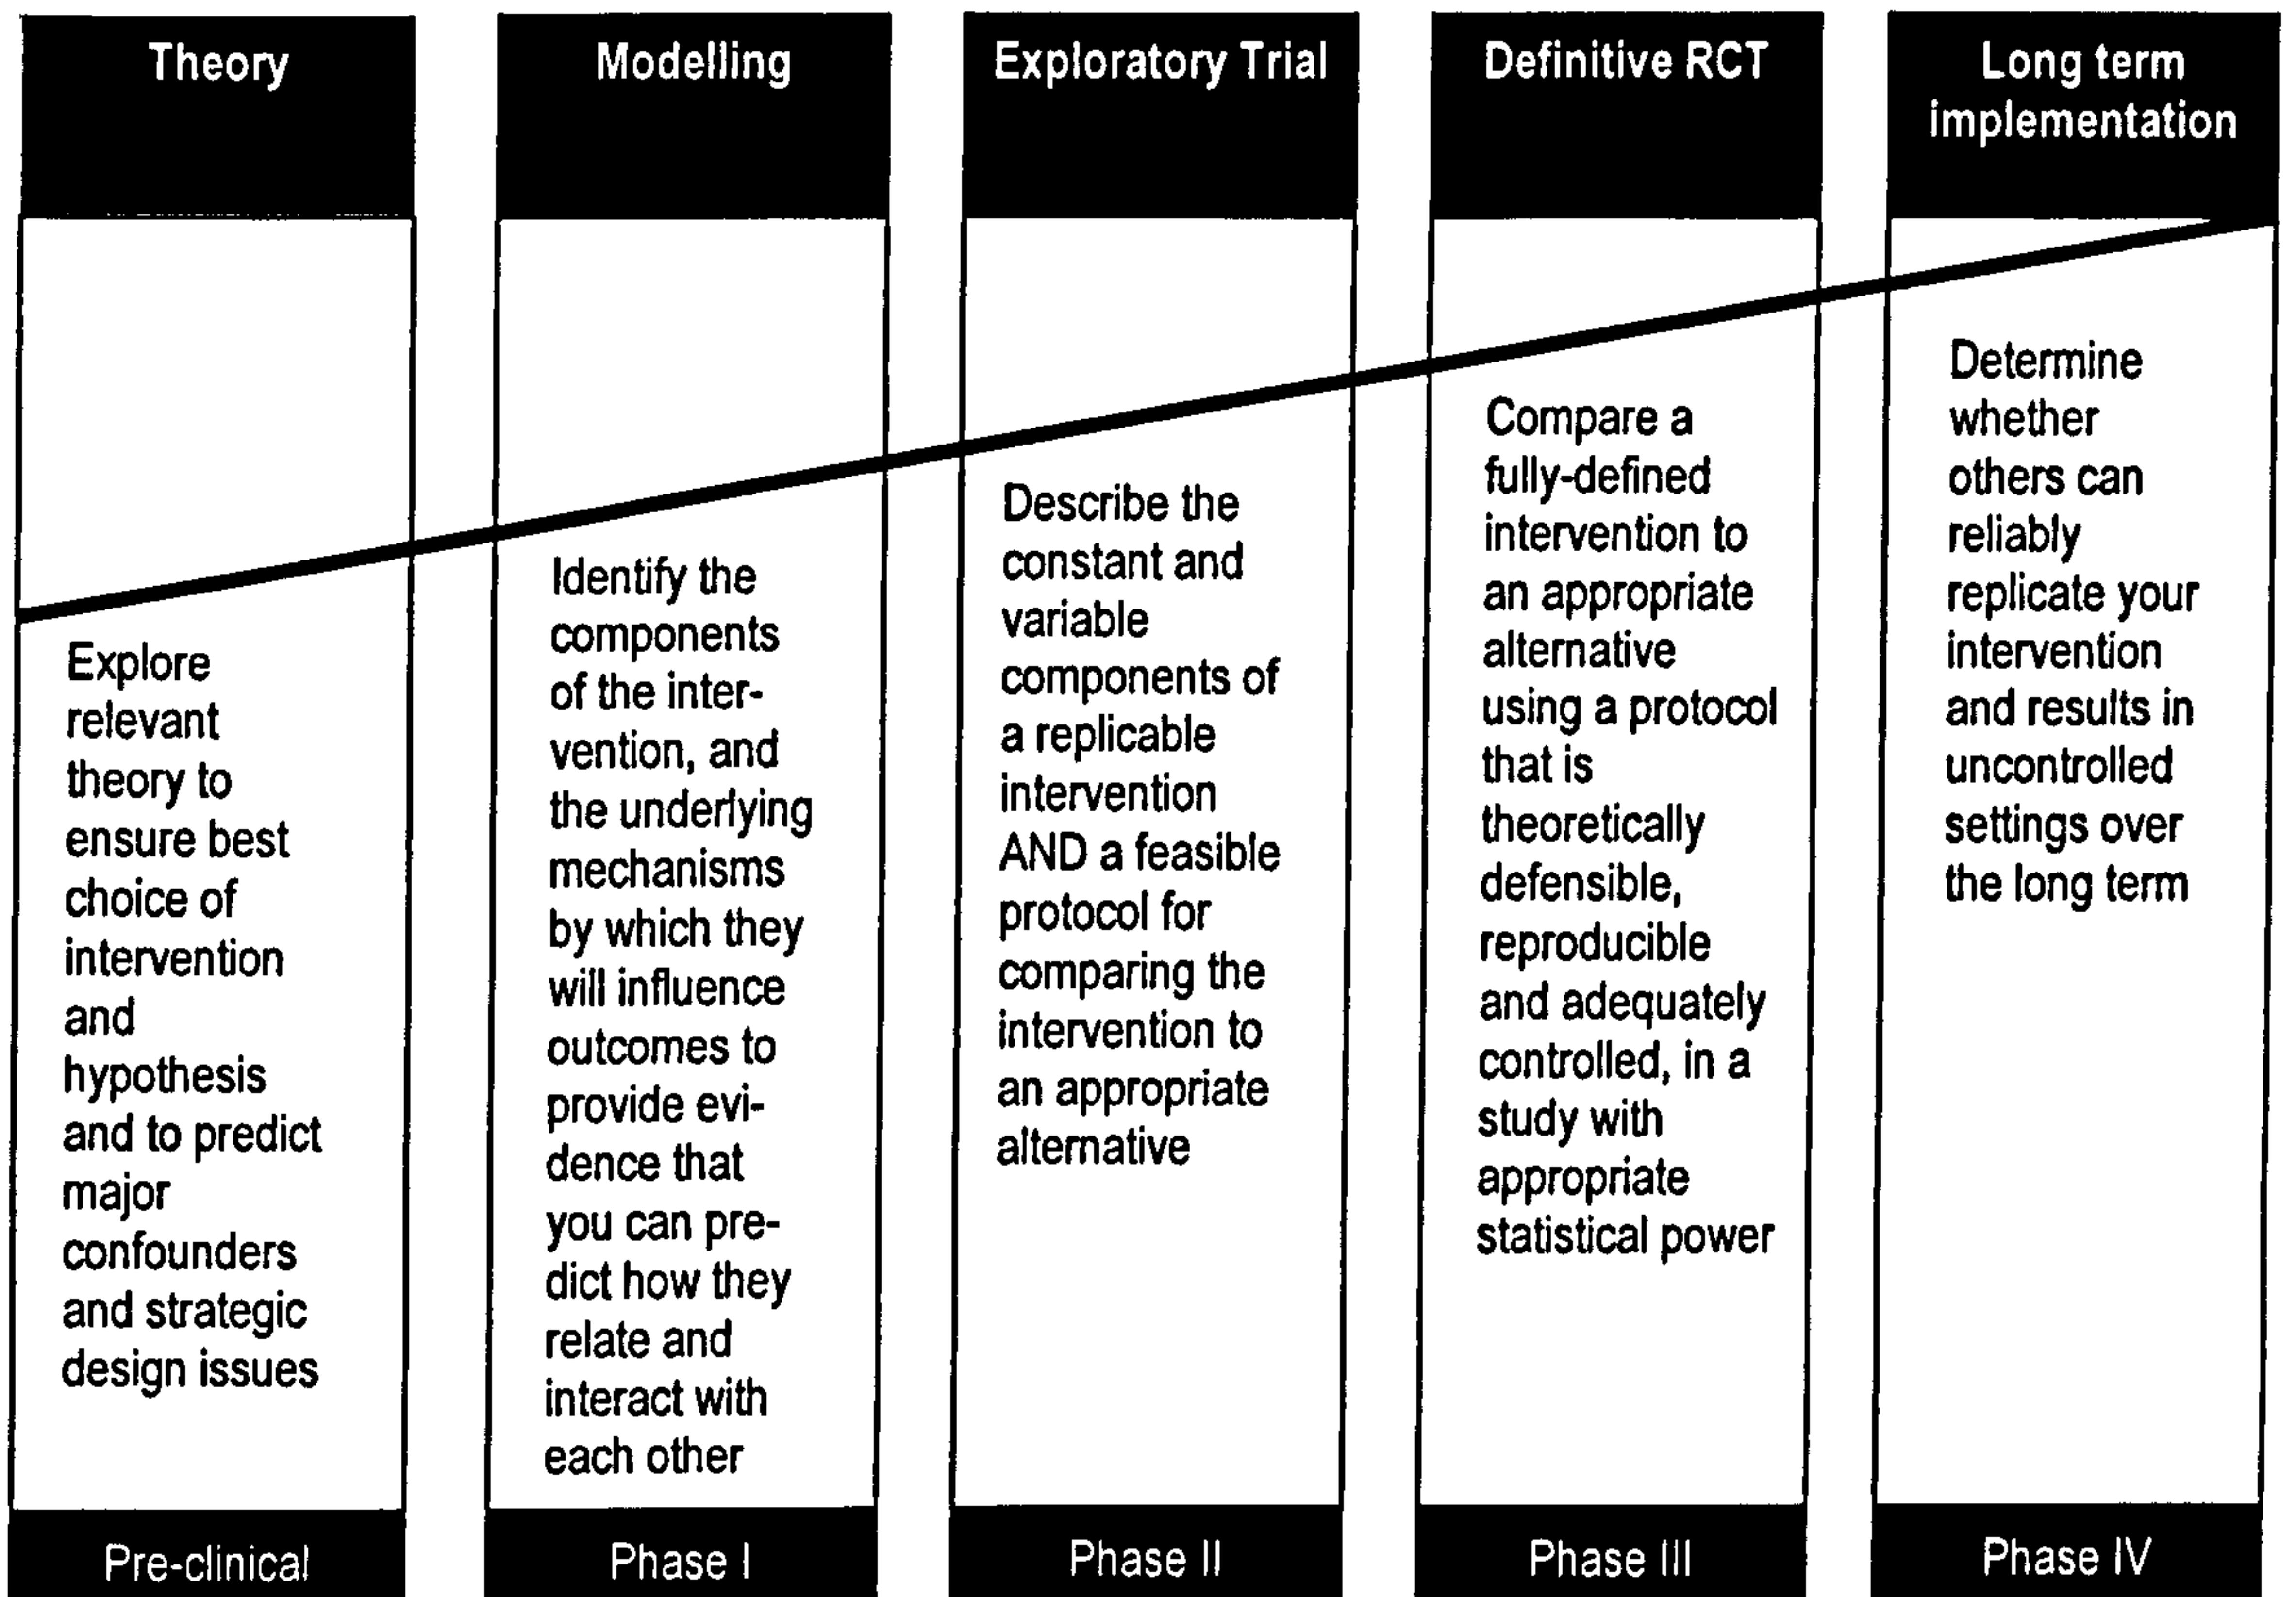 Theory
Explore
relevant
theory to
ensure best
choice of
intervention
and
hypothesis
and to predict
major
confounders
and strategic
design issues
Pre-clinical
Modelling
Identify the
components
of the inter-
vention, and
the underlying
mechanisms
by which they
will influence
outcomes to
provide evi-
dence that
you can pre-
dict how they
relate and
interact with
each other
Phase I
Exploratory Trial
Describe the
constant and
variable
components of
a replicable
intervention
AND a feasible
protocol for
comparing the
intervention to
an appropriate
alternative
Phase II
Definitive RCT
Compare a
fully-defined
intervention to
an appropriate
alternative
using a protocol
that is
theoretically
defensible,
reproducible
and adequately
controlled, in a
study with
appropriate
statistical power
Phase III
Long term
implementation
Determine
whether
others can
reliably
replicate your
intervention
and results in
uncontrolled
settings over
the long term
Phase IV